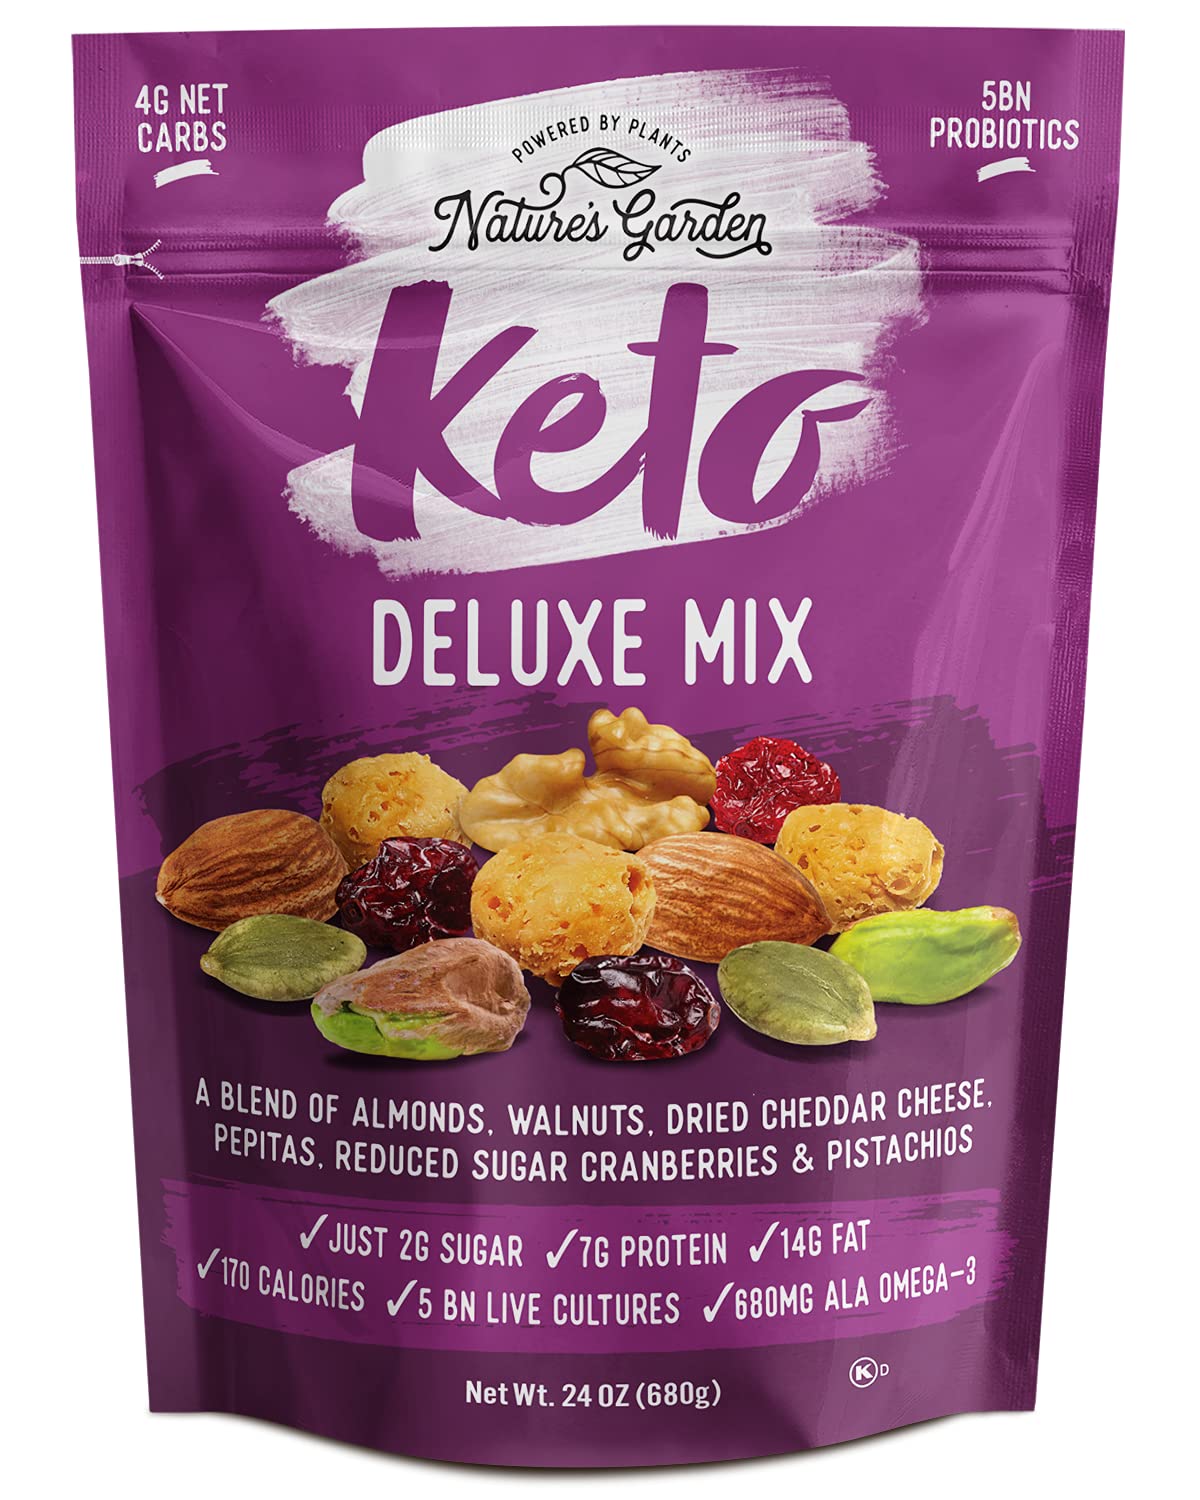 4G NET
CARBS
5BN
PROBIOTICS
POWERED BY PLANTS
Nature's Garden
Keto
DELUXE MIX
A BLEND OF ALMONDS, WALNUTS, DRIED CHEDDAR CHEESE,
PEPITAS, REDUCED SUGAR CRANBERRIES & PISTACHIOS
✓JUST 2G SUGAR ✓7G PROTEIN ✓14G FAT
✓170 CALORIES ✓5 BN LIVE CULTURES ✓680MG ALA OMEGA-3
K D
Net Wt. 24 OZ (680g)